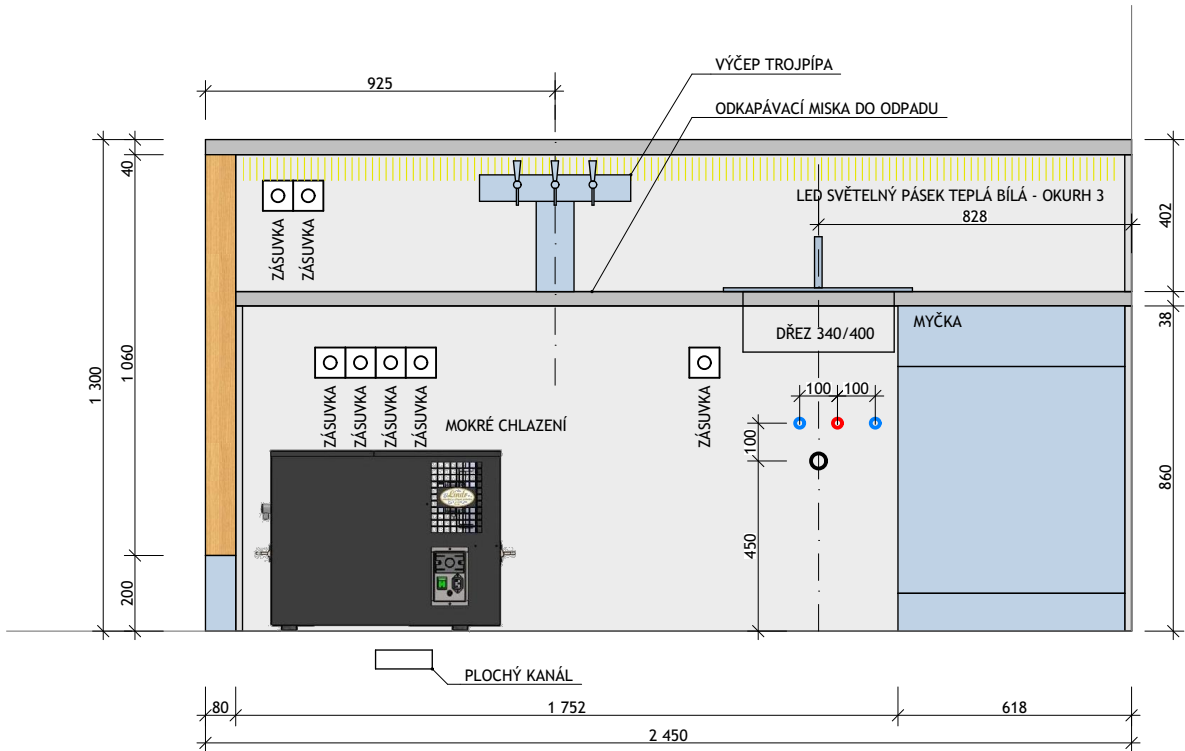 VÝČEP TROJPÍPA
925
ODKAPÁVACÍ MISKA DO ODPADU
40
LED SVĚTELNÝ PÁSEK TEPLÁ BÍLÁ - OKURH 3
828
402
ZÁSUVKA
ZÁSUVKA
38
MYČKA
DŘEZ 340/400
1 060
1 300
100
100
ZÁSUVKA
ZÁSUVKA
ZÁSUVKA
ZÁSUVKA
MOKRÉ CHLAZENÍ
ZÁSUVKA
100
860
450
200
PLOCHÝ KANÁL
80
1 752
618
2 450